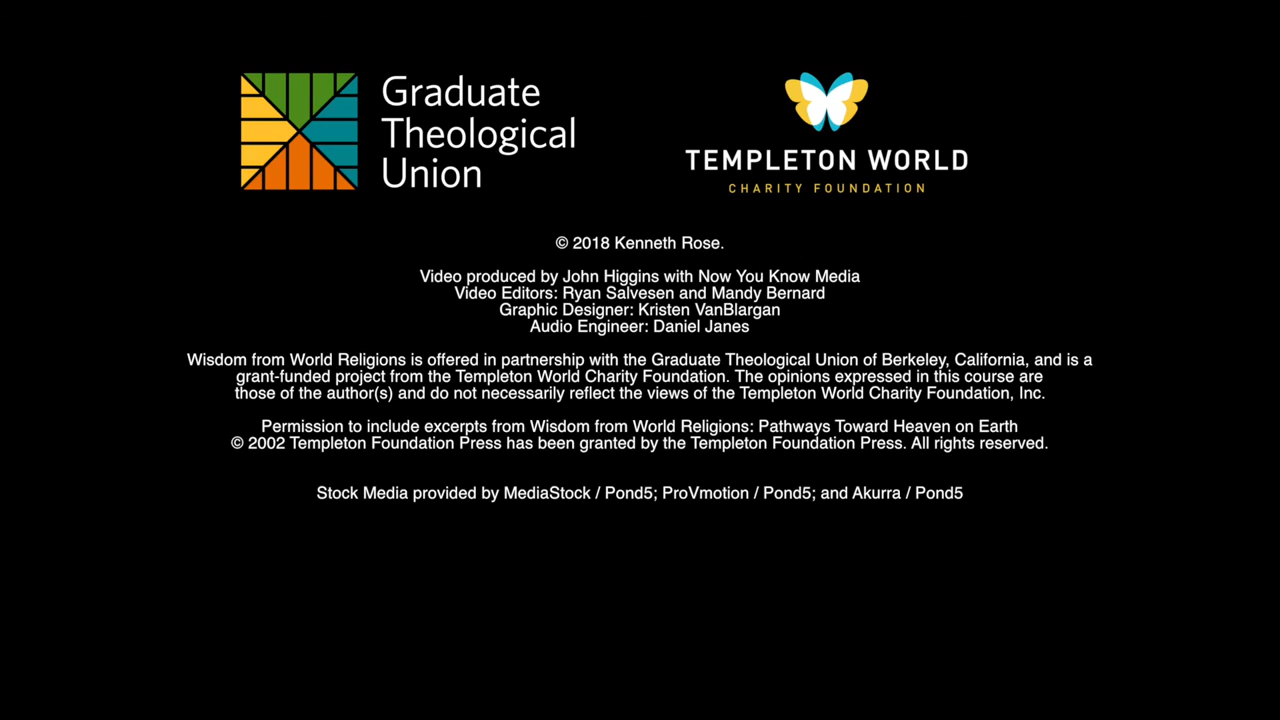 Graduate
Theological
Union
TEMPLETON WORLD
CHARITY FOUNDATION
© 2018 Kenneth Rose.
Video produced by John Higgins with Now You Know Media
Video Editors: Ryan Salvesen and Mandy Bernard
Graphic Designer: Kristen VanBlargan
Audio Engineer: Daniel Janes
Wisdom from World Religions is offered in partnership with the Graduate Theological Union of Berkeley, California, and is a
grant-funded project from the Templeton World Charity Foundation. The opinions expressed in this course are
those of the author(s) and do not necessarily reflect the views of the Templeton World Charity Foundation, Inc.
Permission to include excerpts from Wisdom from World Religions: Pathways Toward Heaven on Earth
© 2002 Templeton Foundation Press has been granted by the Templeton Foundation Press. All rights reserved.
Stock Media provided by MediaStock / Pond5; ProVmotion / Pond5; and Akurra / Pond5